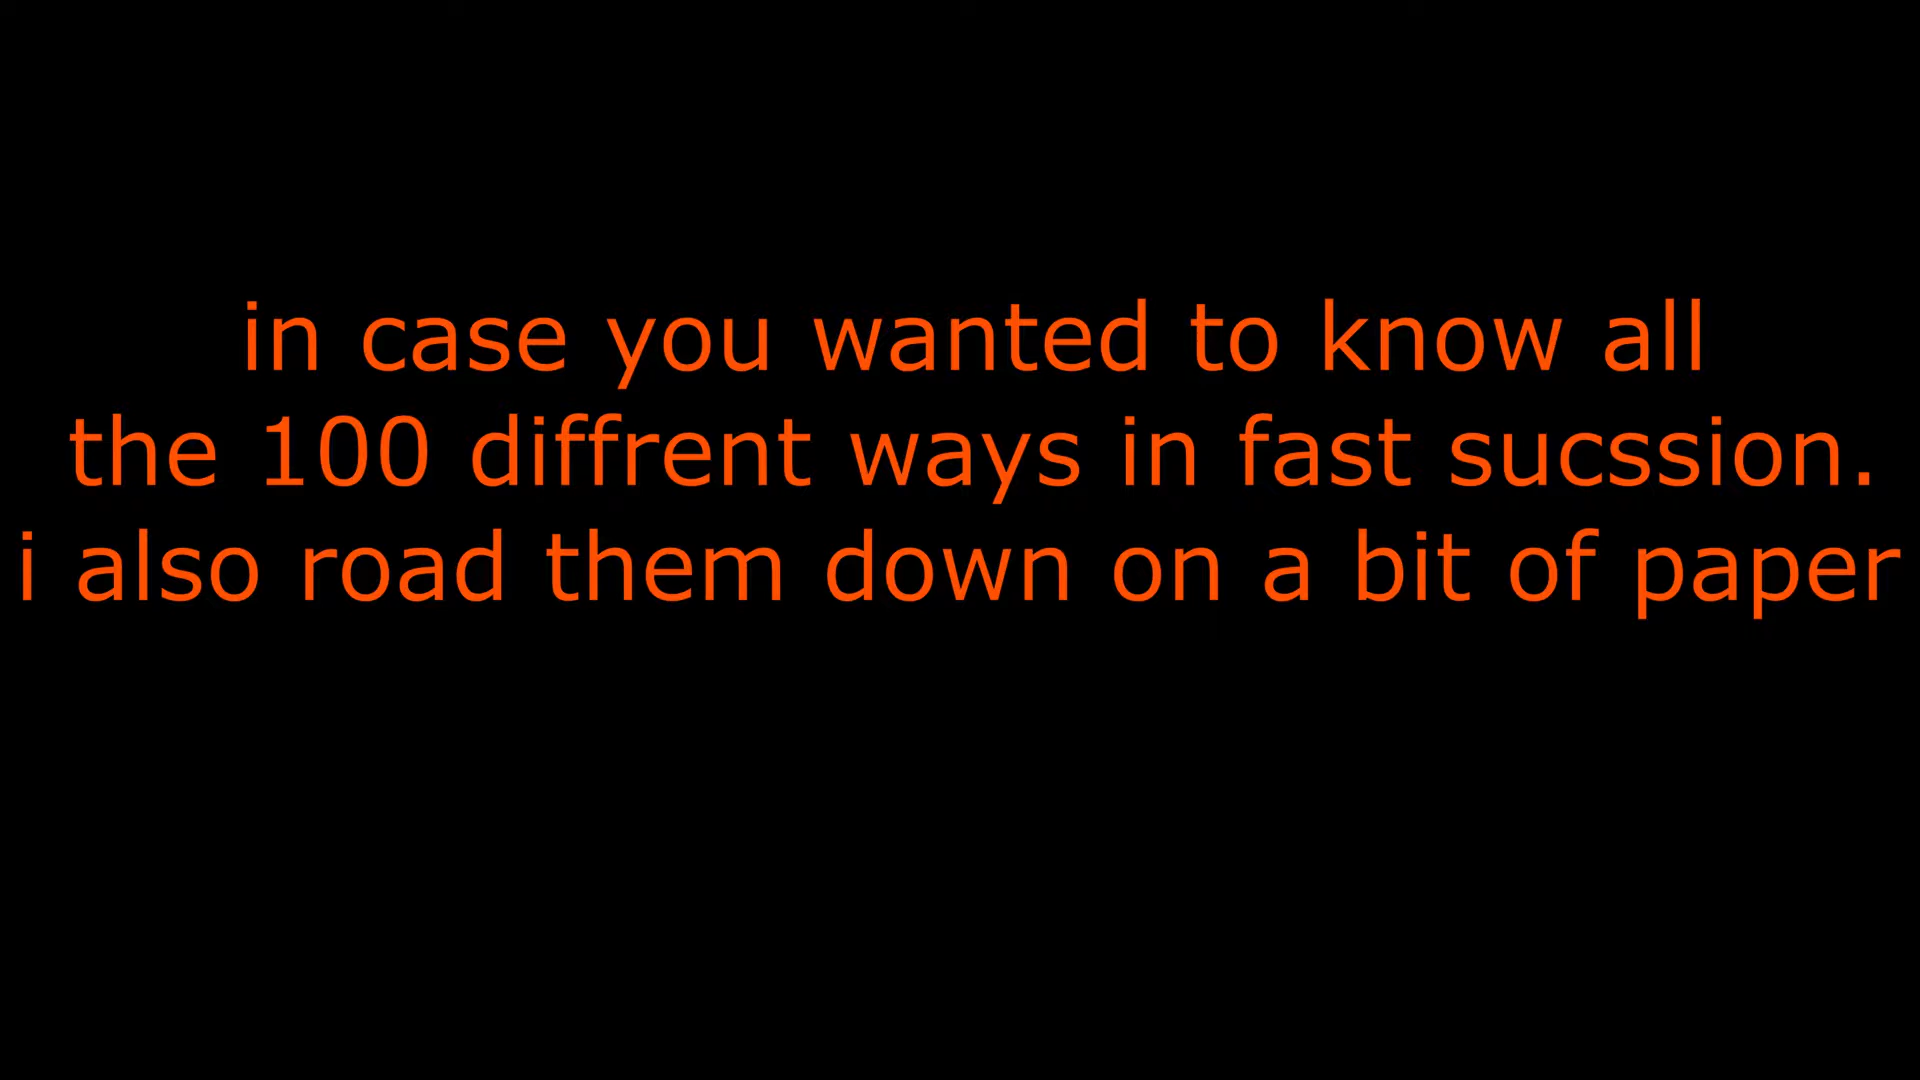 in case you wanted to know all
the 100 diffrent ways in fast sucssion.
i also road them down on a bit of paper